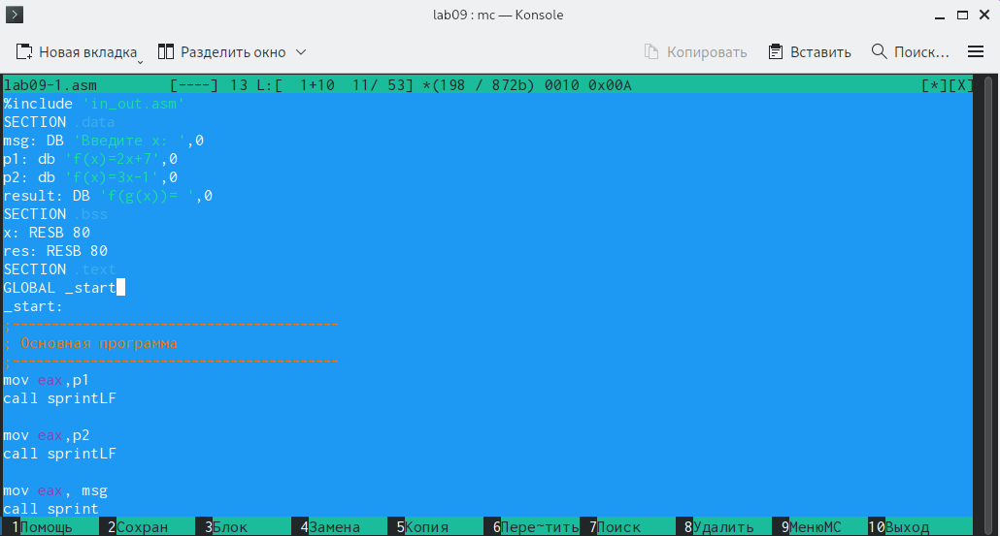 lab09 : mc — Konsole
Новая вкладка Разделить окно Копировать Вставить Поиск...
lab09-1.asm [----] 13 L:[ 1+10 11/ 53] *(198 / 872b) 0010 0x00A [*][X]
%include 'in_out.asm'
SECTION .data
msg: DB 'Введите x: ',0
p1: db 'f(x)=2x+7',0
p2: db 'f(x)=3x-1',0
result: DB 'f(g(x))= ',0
SECTION .bss
x: RESB 80
res: RESB 80
SECTION .text
GLOBAL _start
_start:
;------------------------------------------
; Основная программа
;------------------------------------------
mov eax,p1
call sprintLF
mov eax,p2
call sprintLF
mov eax, msg
call sprint
1Помощь 2Сохран 3Блок 4Замена 5Копия 6Пере~тить 7Поиск 8Удалить 9МенюMC 10Выход